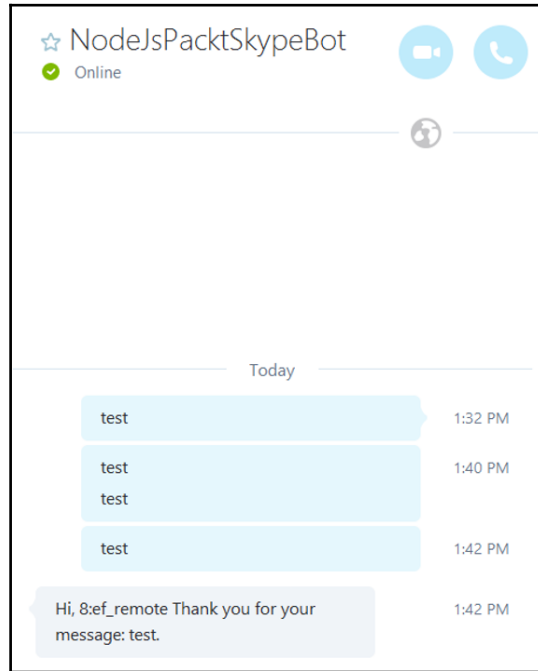 NodeJsPacktSkypeBot
Online
Today
test 1:32 PM
test 1:40 PM
test
test 1:42 PM
Hi, 8:ef_remote Thank you for your 1:42 PM
message: test.